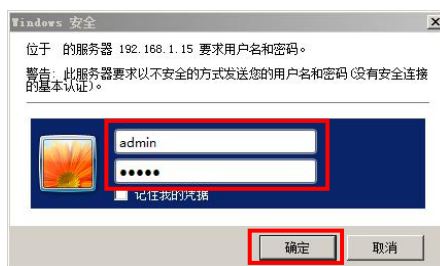 Windows 安全
x
位于 的服务器 192.168.1.15 要求用户名和密码。
警告: 此服务器要求以不安全的方式发送您的用户名和密码(没有安全连接
的基本认证)。
admin
●●●●●
记住我的凭据
确定
取消